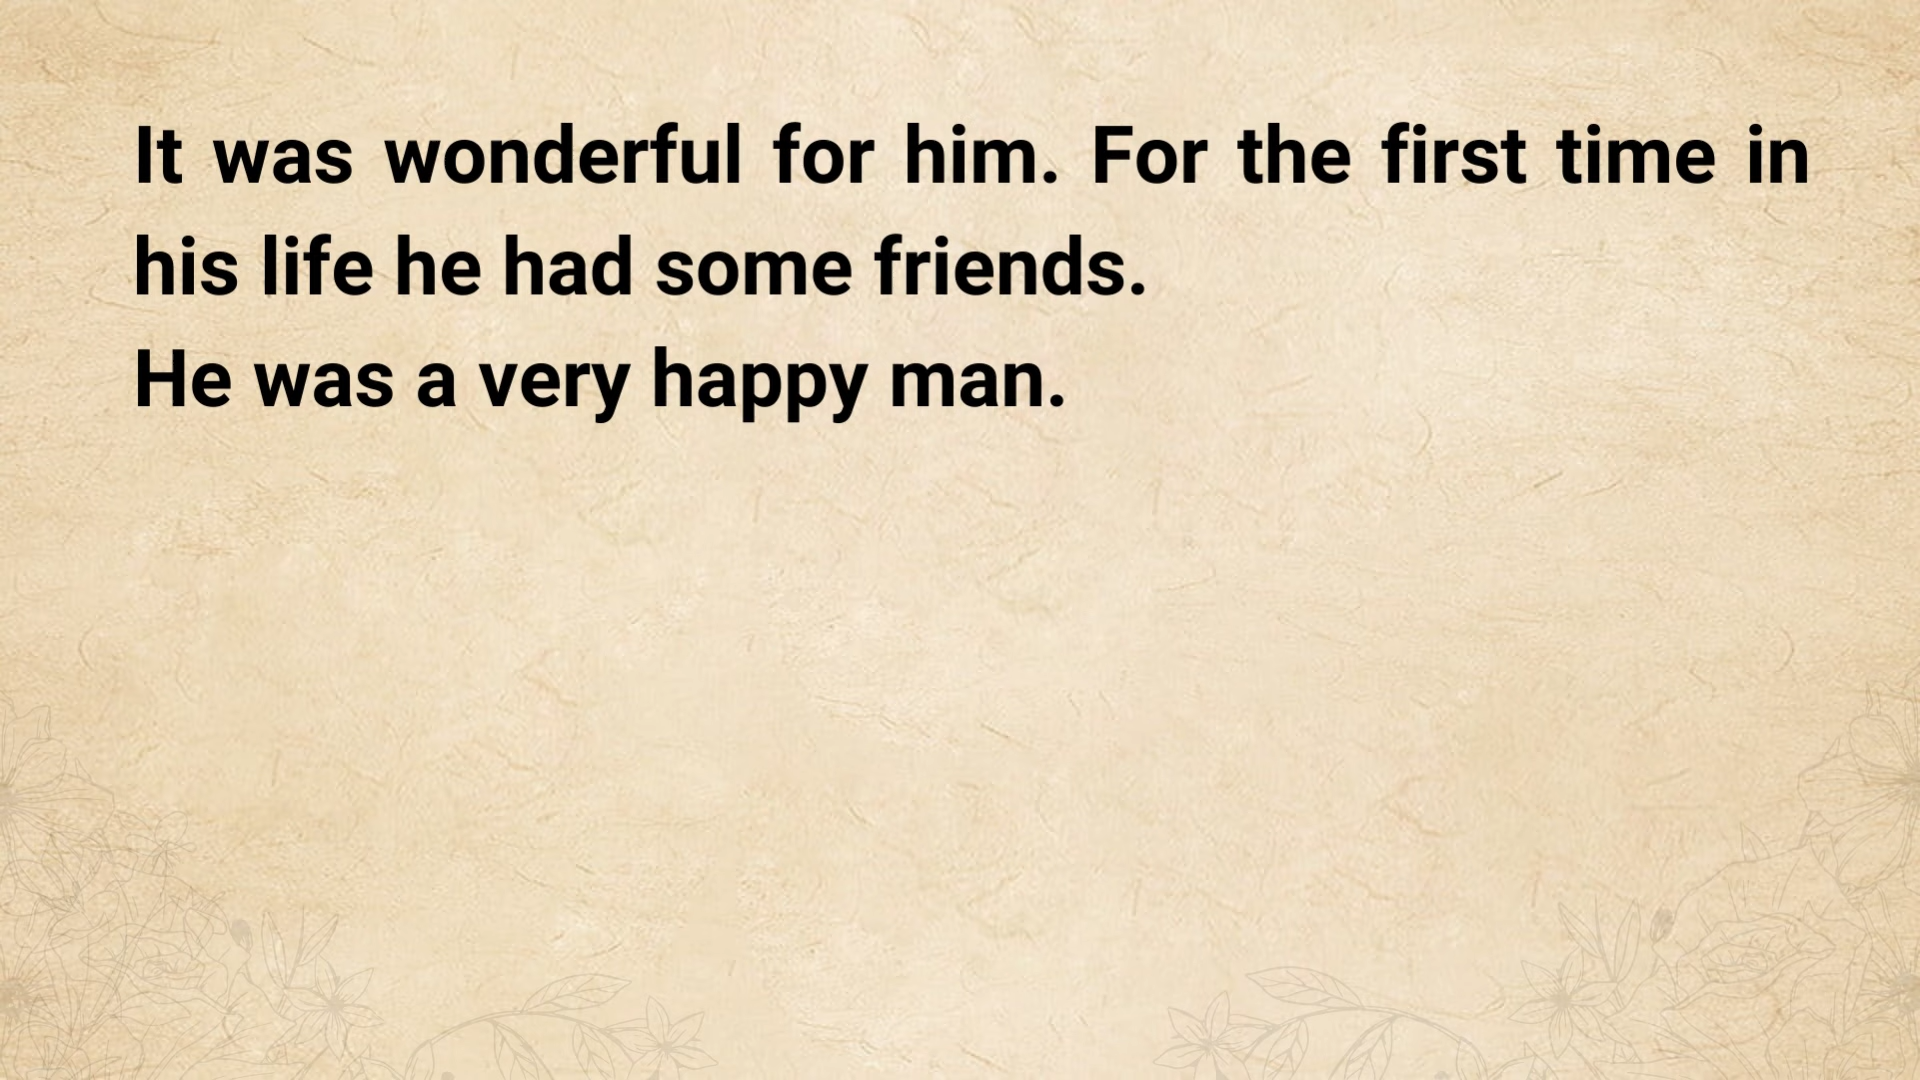 It was wonderful for him. For the first time in
his life he had some friends.
He was a very happy man.